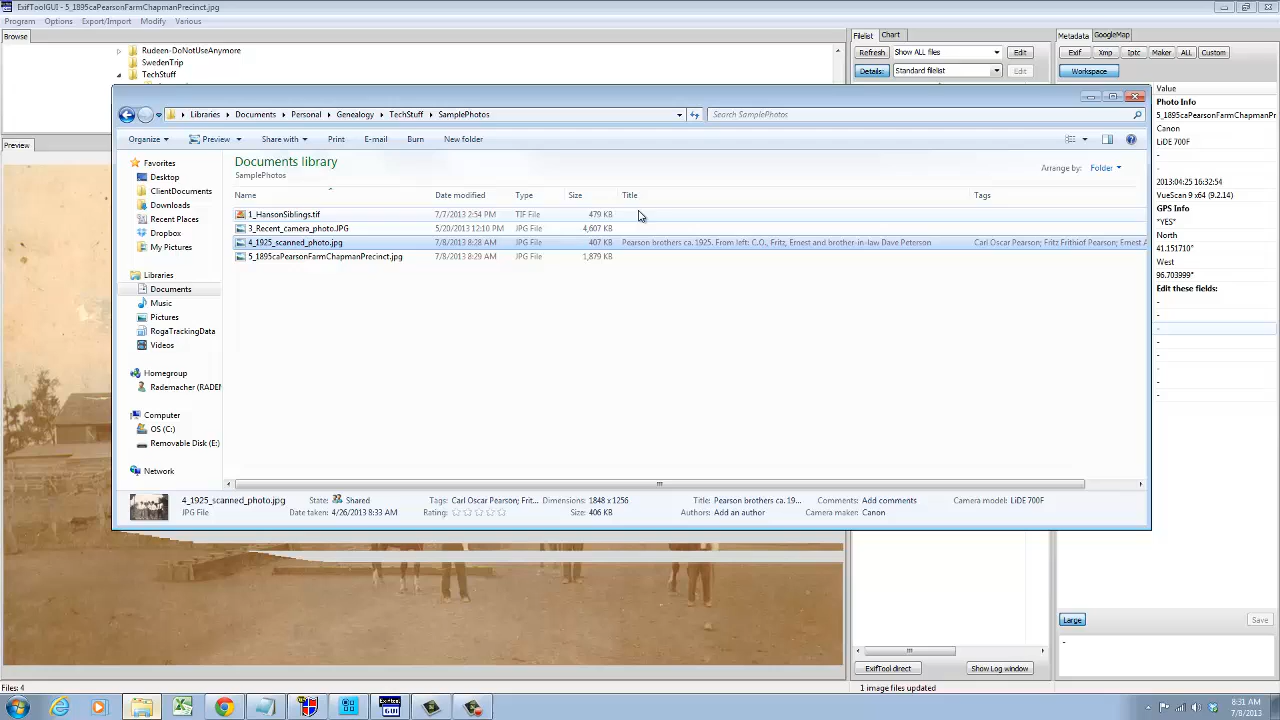 ExifToolGUI - 5_1895caPearsonFarmChapmanPrecinct.jpg
Program Options Export/Import Modify Various
Browse
Rudeen-DoNotUseAnymore
SwedenTrip
TechStuff
Filelist Chart
Metadata GoogleMap
Refresh Show ALL files Edit
Exif Xmp Iptc Maker ALL Custom
Details: Standard filelist Edit
Workspace
Libraries Documents Personal Genealogy TechStuff SamplePhotos
Search SamplePhotos
Organize Preview Share with Print E-mail Burn New folder
Preview
Favorites
Desktop
ClientDocuments
Downloads
Recent Places
Dropbox
My Pictures
Libraries
Documents
Music
Pictures
RogaTrackingData
Videos
Homegroup
Rademacher (RADEM
Computer
OS (C:)
Removable Disk (E:)
Network
Documents library
SamplePhotos
Arrange by: Folder
Name Date modified Type Size Title Tags
1_HansonSiblings.tif 7/7/2013 2:54 PM TIF File 479 KB
3_Recent_camera_photo.JPG 5/20/2013 12:10 PM JPG File 4,607 KB
4_1925_scanned_photo.jpg 7/8/2013 8:28 AM JPG File 407 KB Pearson brothers ca. 1925. From left: C.O., Fritz, Ernest and brother-in-law Dave Peterson Carl Oscar Pearson; Fritz Frithiof Pearson; Ernest A
5_1895caPearsonFarmChapmanPrecinct.jpg 7/8/2013 8:29 AM JPG File 1,879 KB
4_1925_scanned_photo.jpg State: Shared Tags: Carl Oscar Pearson; Frit... Dimensions: 1848 x 1256 Title: Pearson brothers ca. 19... Comments: Add comments Camera model: LiDE 700F
JPG File Date taken: 4/26/2013 8:33 AM Rating: Size: 406 KB Authors: Add an author Camera maker: Canon
Value
Photo Info
5_1895caPearsonFarmChapmanPr
Canon
LiDE 700F
-
-
2013:04:25 16:32:54
VueScan 9 x64 (9.2.14)
GPS Info
*YES*
North
41.151710°
West
96.703999°
Edit these fields:
-
-
-
-
-
-
-
-
Large Save
-
ExifTool direct Show Log window
Files: 4
1 image files updated
8:31 AM
7/8/2013